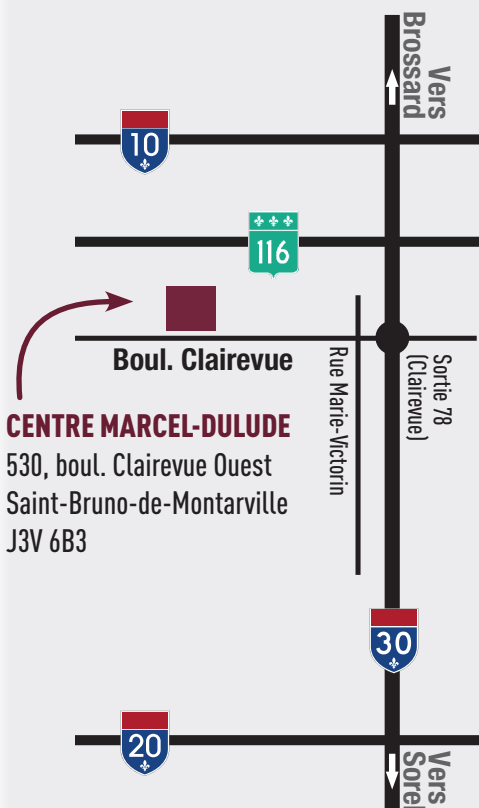 Vers
Brossard
10
116
Boul. Clairevue
Rue Marie-Victorin
Sortie 78
(Clairevue)
CENTRE MARCEL-DULUDE
530, boul. Clairevue Ouest
Saint-Bruno-de-Montarville
J3V 6B3
30
20
Vers
Sorel